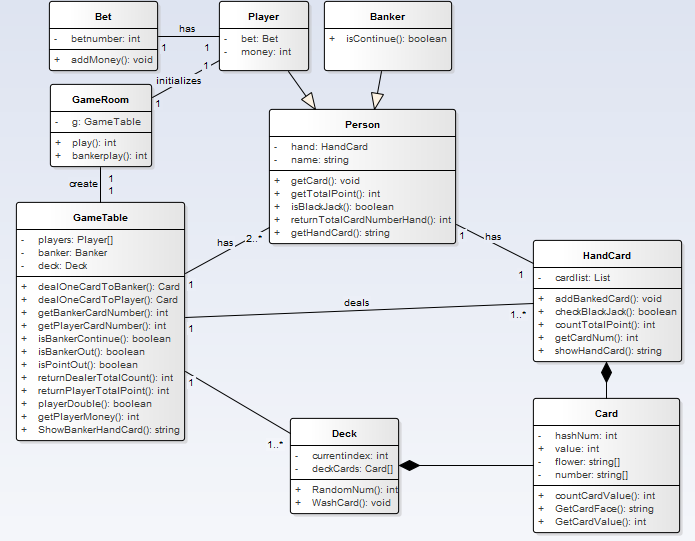 Bet
- betnumber: int
+ addMoney(): void
has
1
1
Player
- bet: Bet
- money: int
Banker
+ isContinue(): boolean
1
initializes
1
GameRoom
- g: GameTable
+ play(): int
+ bankerplay(): int
create
1
1
Person
- hand: HandCard
- name: string
+ getCard(): void
+ getTotalPoint(): int
+ isBlackJack(): boolean
+ returnTotalCardNumberHand(): int
+ getHandCard(): string
GameTable
- players: Player[]
- banker: Banker
- deck: Deck
+ dealOneCardToBanker(): Card
+ dealOneCardToPlayer(): Card
+ getBankerCardNumber(): int
+ getPlayerCardNumber(): int
+ isBankerContinue(): boolean
+ isBankerOut(): boolean
+ isPointOut(): boolean
+ returnDealerTotalCount(): int
+ returnPlayerTotalPoint(): int
+ playerDouble(): boolean
+ getPlayerMoney(): int
+ ShowBankerHandCard(): string
has
2..*
1
1
has
1
HandCard
- cardlist: List
+ addBankedCard(): void
+ checkBlackJack(): boolean
+ countTotalPoint(): int
+ getCardNum(): int
+ showHandCard(): string
deals
1
1..*
1
1..*
Deck
- currentindex: int
- deckCards: Card[]
+ RandomNum(): int
+ WashCard(): void
Card
- hashNum: int
+ value: int
- flower: string[]
- number: string[]
+ countCardValue(): int
+ GetCardFace(): string
+ GetCardValue(): int